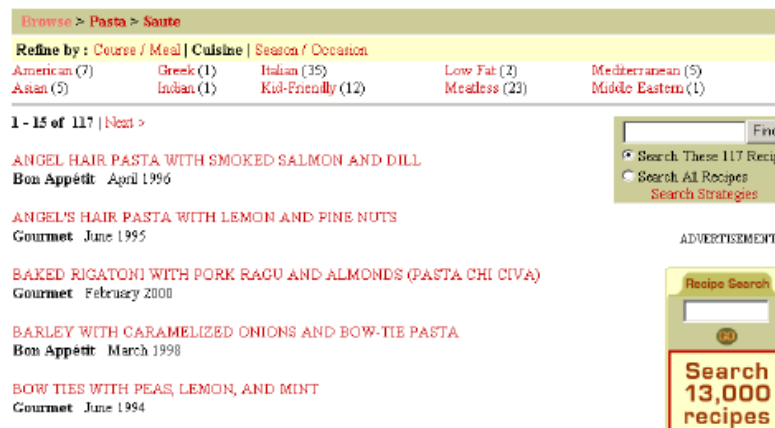 Browse > Pasta > Saute
Refine by : Course / Meal | Cuisine | Season / Occasion
American (7) Greek (1) Italian (35) Low Fat (2) Mediterranean (5)
Asian (5) Indian (1) Kid-Friendly (12) Meatless (23) Middle Eastern (1)
1 - 15 of 117 | Next >
Find
Search These 117 Recip
Search All Recipes
Search Strategies
ANGEL HAIR PASTA WITH SMOKED SALMON AND DILL
Bon Appétit April 1996
ANGEL'S HAIR PASTA WITH LEMON AND PINE NUTS
Gourmet June 1995
BAKED RIGATONI WITH PORK RAGU AND ALMONDS (PASTA CHI CIVA)
Gourmet February 2000
BARLEY WITH CARAMELIZED ONIONS AND BOW-TIE PASTA
Bon Appétit March 1998
BOW TIES WITH PEAS, LEMON, AND MINT
Gourmet June 1994
ADVERTISEMENT
Recipe Search
GO
Search
13,000
recipes